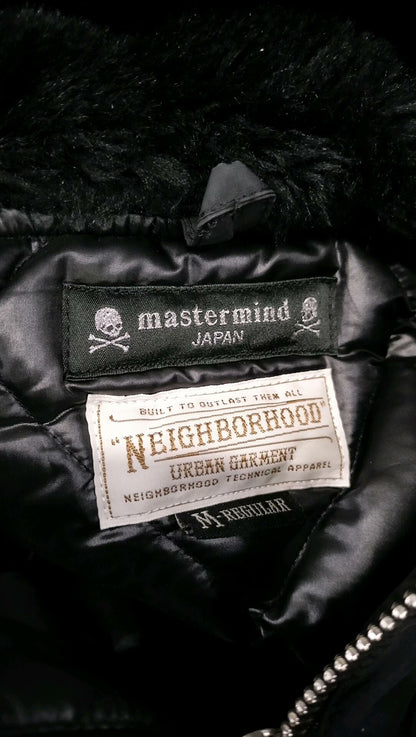 mastermind
JAPAN
BUILT TO OUTLAST THEM ALL
"NEIGHBORHOOD"
URBAN GARMENT
NEIGHBORHOOD TECHNICAL APPAREL
M-REGULAR